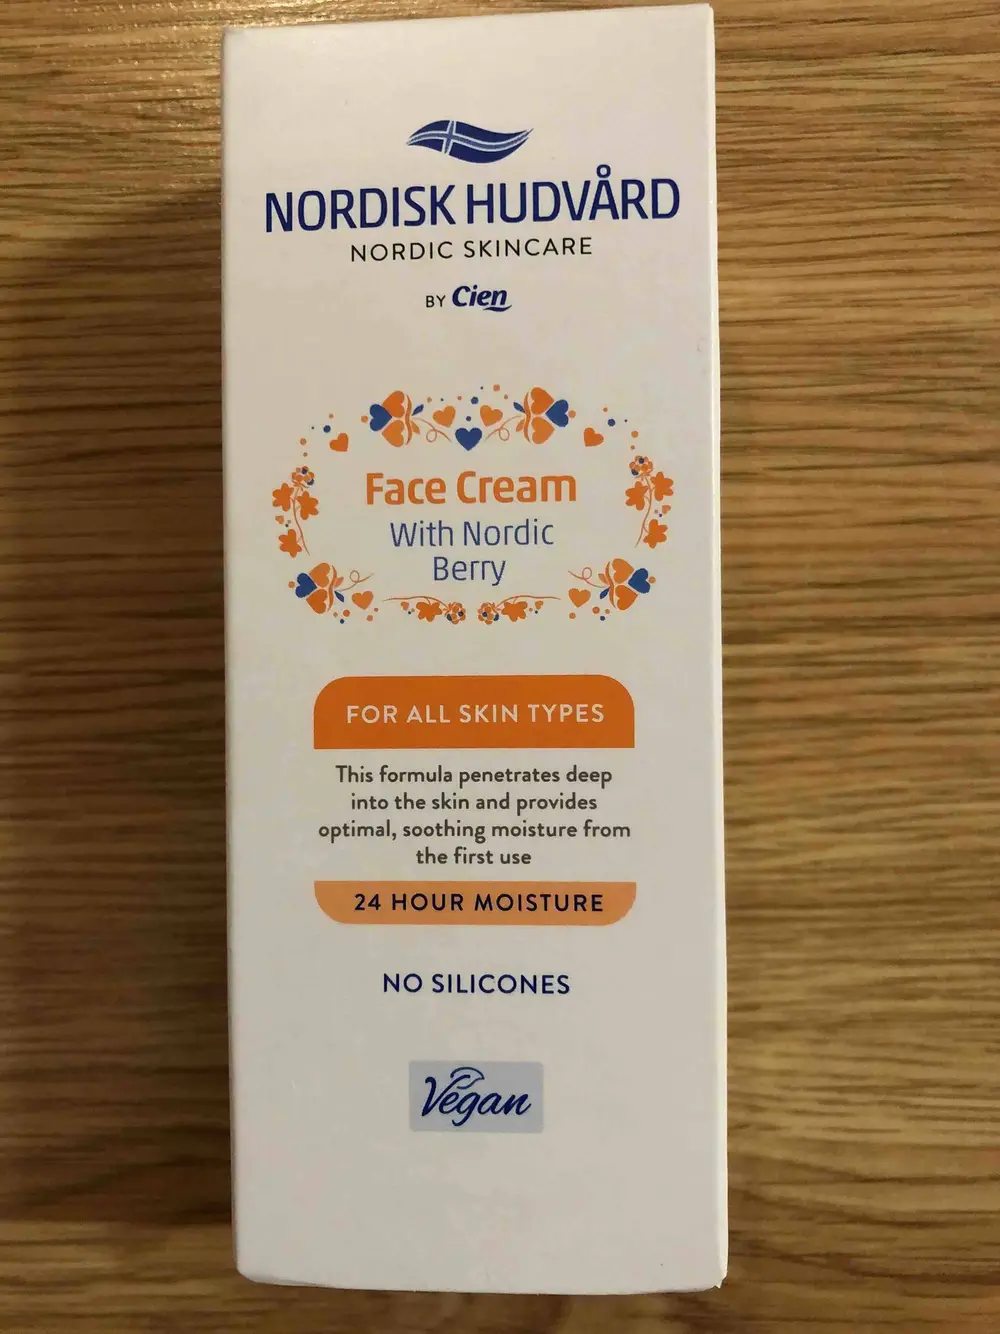 NORDISK HUDVÅRD
NORDIC SKINCARE
BY Cien
Face Cream
With Nordic
Berry
FOR ALL SKIN TYPES
This formula penetrates deep
into the skin and provides
optimal, soothing moisture from
the first use
24 HOUR MOISTURE
NO SILICONES
Vegan